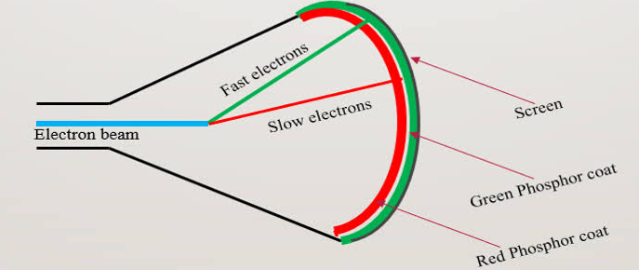 Fast electrons
Slow electrons
Electron beam
Screen
Green Phosphor coat
Red Phosphor coat